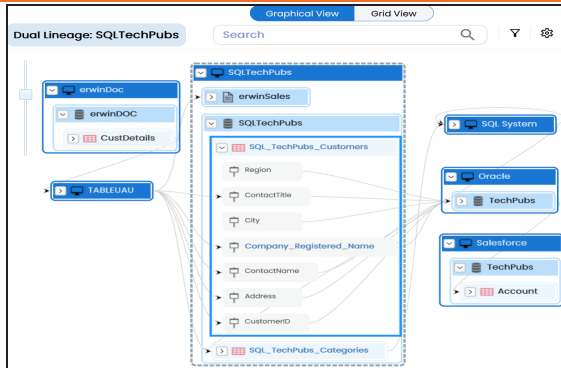 Graphical View
Grid View
Dual Lineage: SQLTechPubs
Search
erwinDoc
erwinDOC
CustDetails
TABLEUAU
SQLTechPubs
erwinSales
SQLTechPubs
SQL_TechPubs_Customers
Region
ContactTitle
City
Company_Registered_Name
ContactName
Address
CustomerID
SQL_TechPubs_Categories
SQL System
Oracle
TechPubs
Salesforce
TechPubs
Account